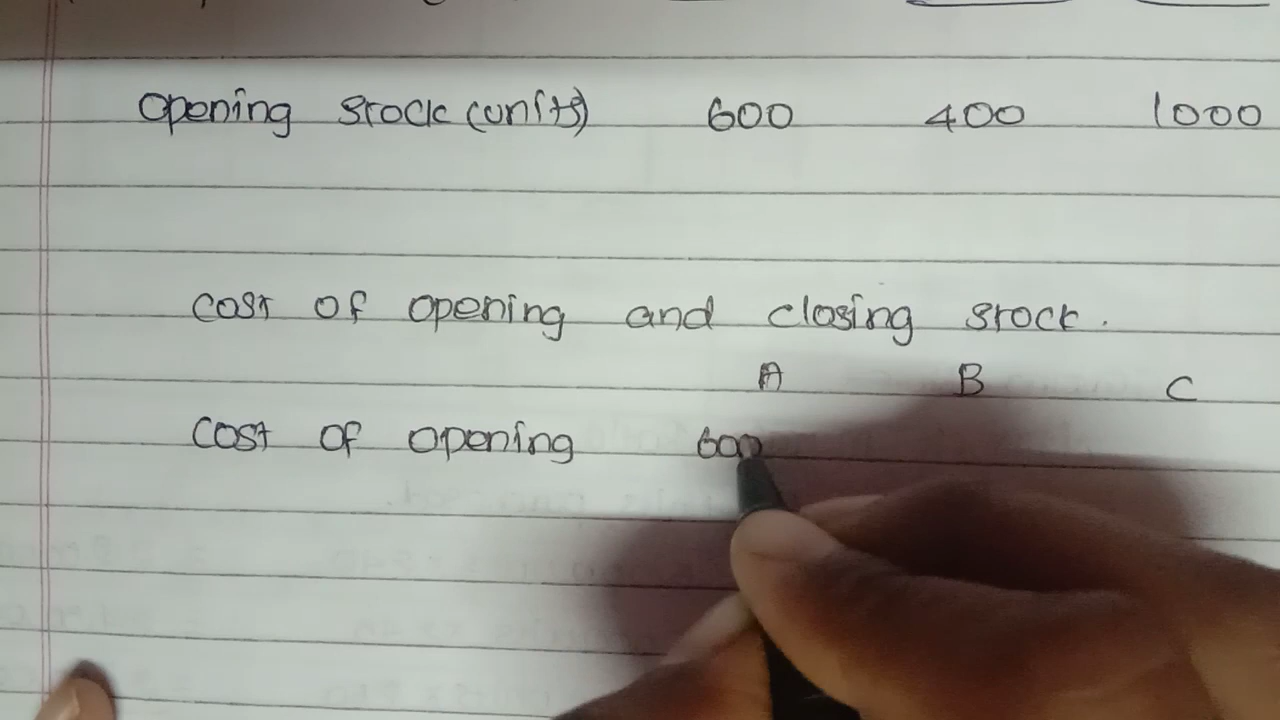 Opening stock (units) 600 400 1000
cost of opening and closing stock.
A B C
Cost of opening 600